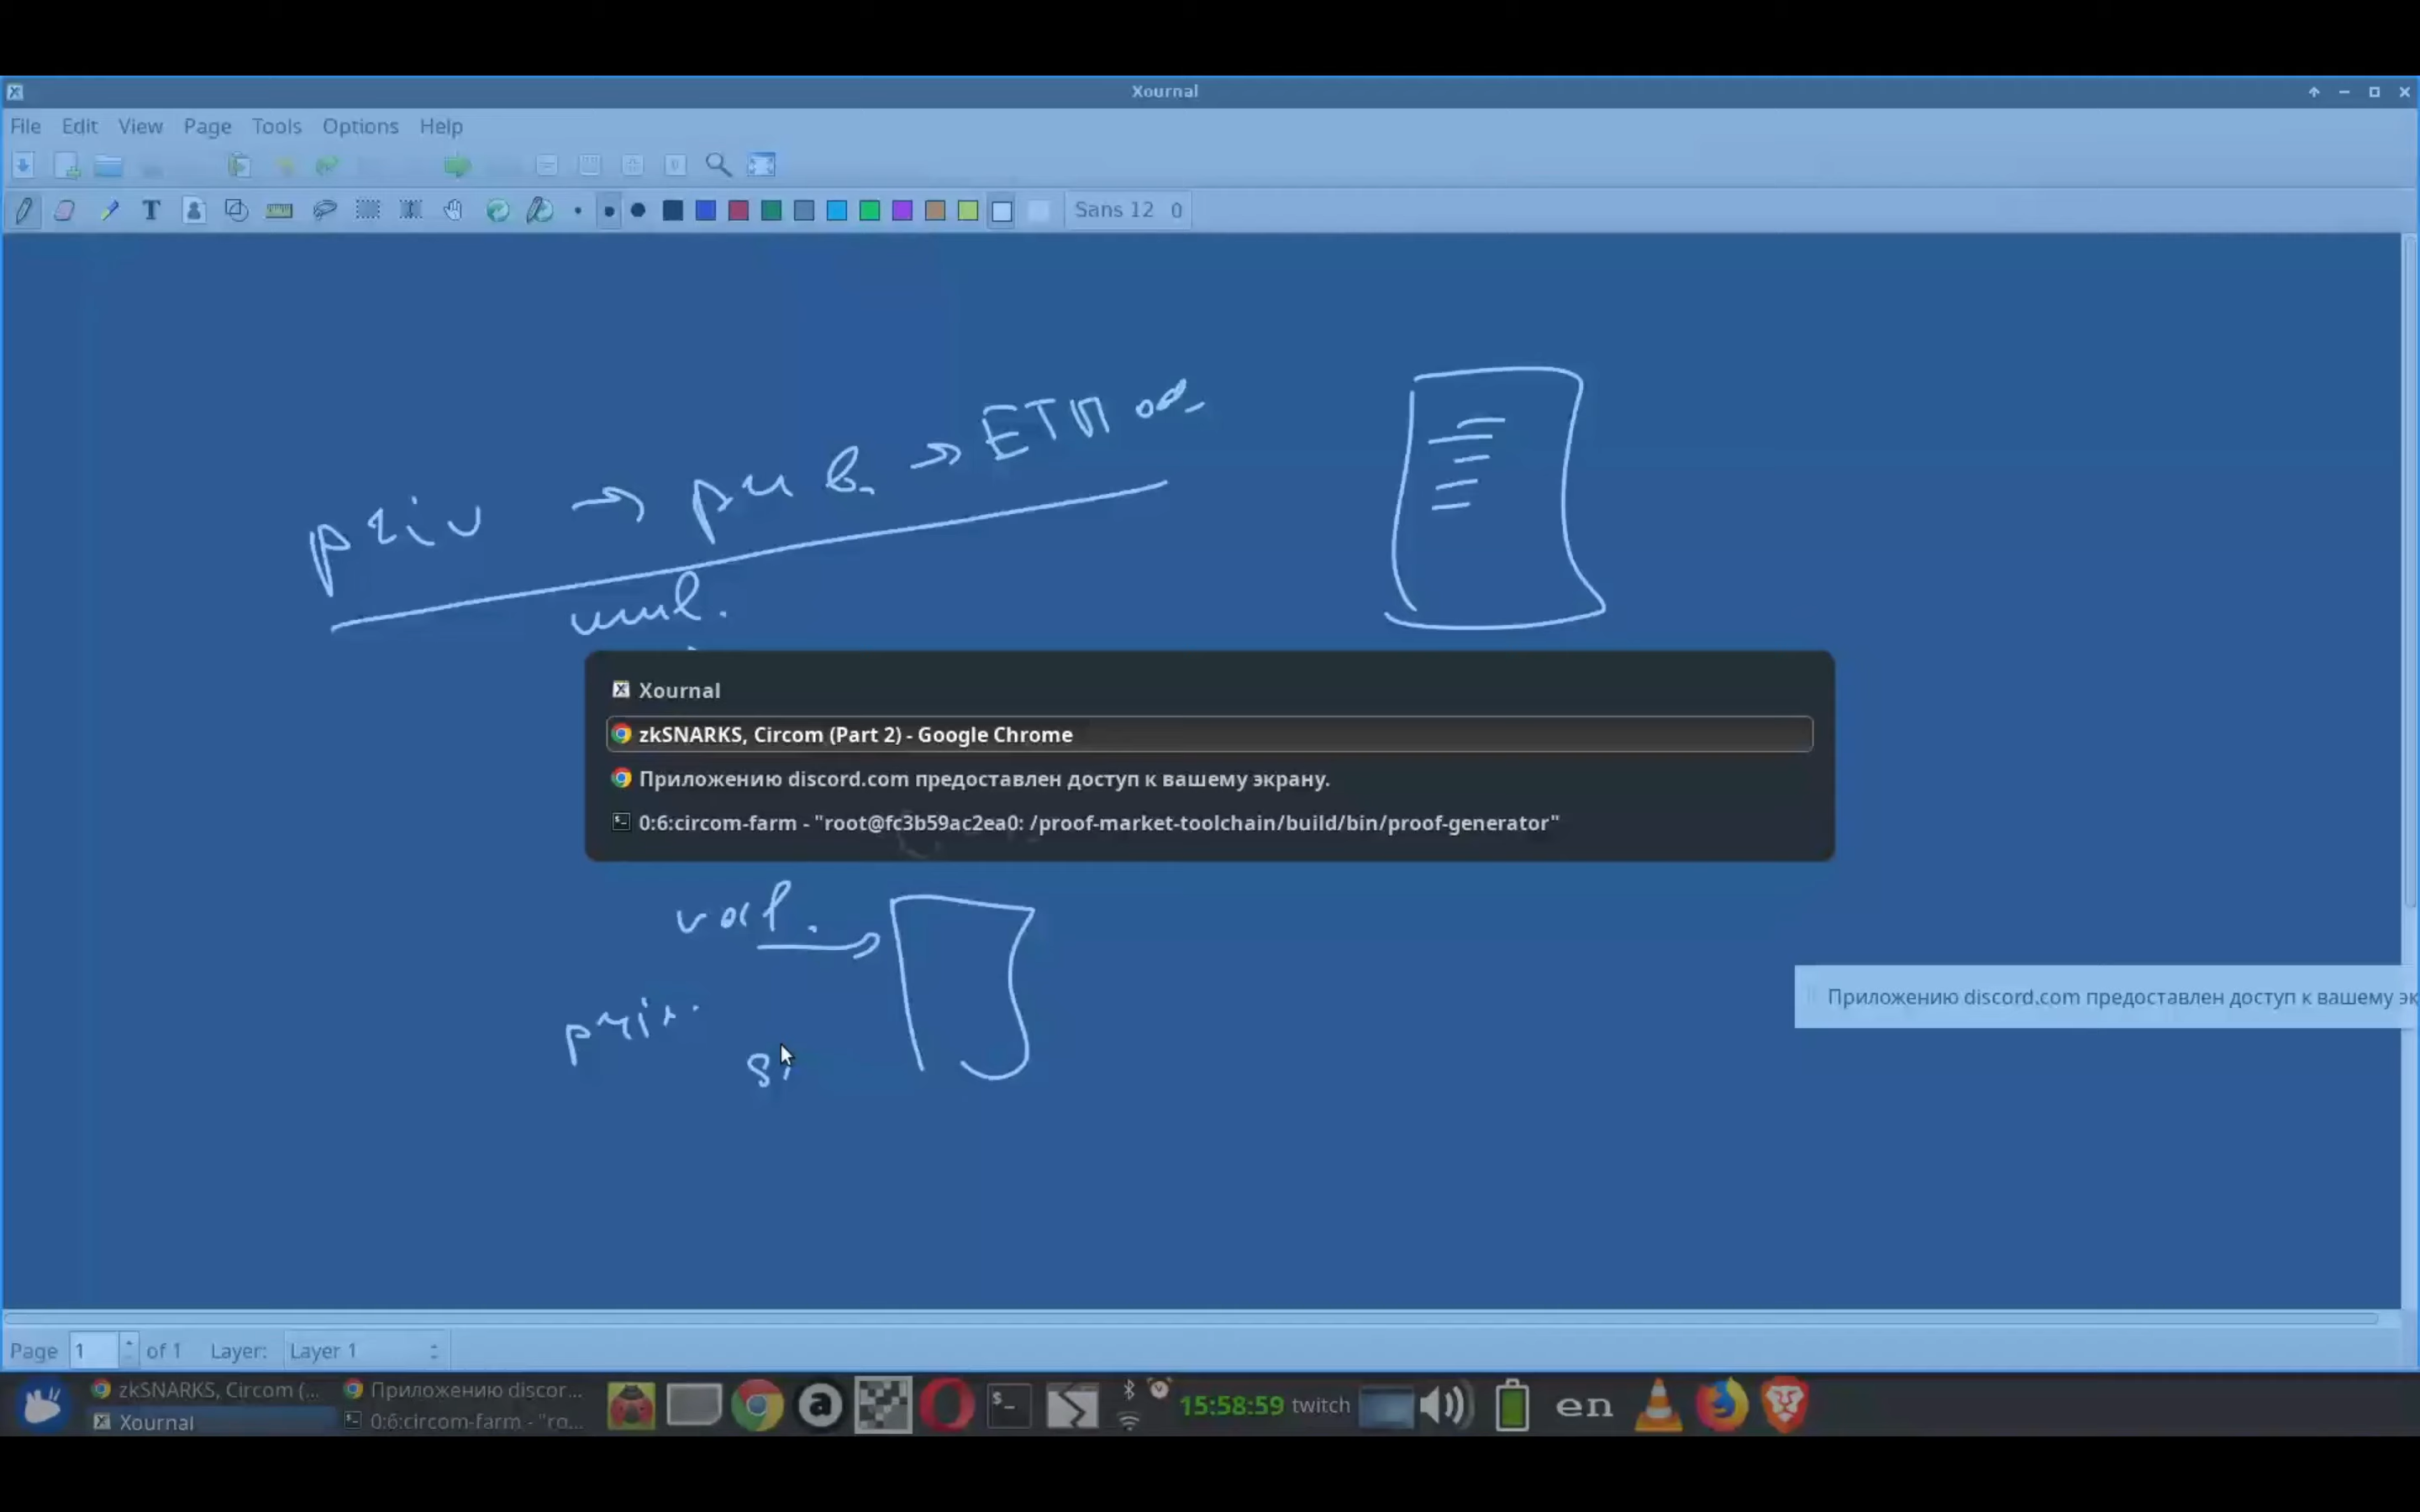 Xournal
File Edit View Page Tools Options Help
Sans 12 0
priv → pub. → ETH
Xournal
zkSNARKS, Circom (Part 2) - Google Chrome
Приложению discord.com предоставлен доступ к вашему экрану.
0:6:circom-farm - "root@fc3b59ac2ea0: /proof-market-toolchain/build/bin/proof-generator"
val.
Приложению discord.com предоставлен доступ к вашему эк
priv.
si
Page 1 of 1 Layer: Layer 1
zkSNARKS, Circom (... Приложению discor...
Xournal 0:6:circom-farm - "ro...
15:58:59 twitch en